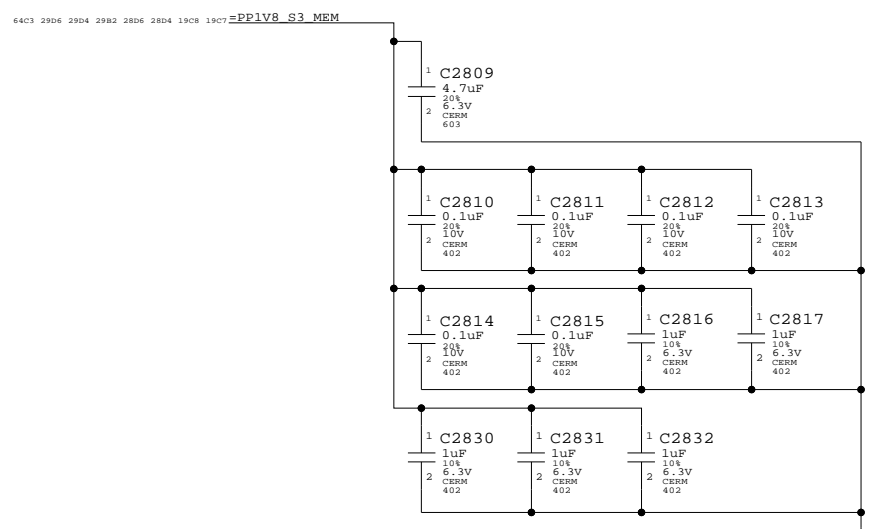 64C3 29D6 29D4 29B2 28D6 28D4 19C8 19C7 =PP1V8_S3_MEM
1 C2809
4.7uF
20%
6.3V
2 CERM
603
1 C2810 1 C2811 1 C2812 1 C2813
0.1uF 0.1uF 0.1uF 0.1uF
20% 20% 20% 20%
2 10V 2 10V 2 10V 2 10V
CERM CERM CERM CERM
402 402 402 402
1 C2814 1 C2815 1 C2816 1 C2817
0.1uF 0.1uF 1uF 1uF
20% 20% 10% 10%
2 10V 2 10V 2 6.3V 2 6.3V
CERM CERM CERM CERM
402 402 402 402
1 C2830 1 C2831 1 C2832
1uF 1uF 1uF
10% 10% 10%
2 6.3V 2 6.3V 2 6.3V
CERM CERM CERM
402 402 402